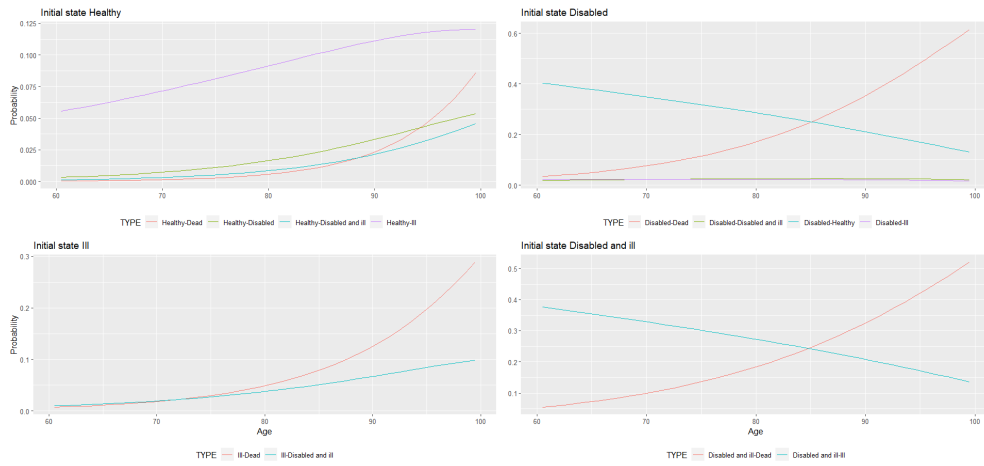 Initial state Healthy
Probability
0.125
0.100
0.075
0.050
0.025
0.000
60 70 80 90 100
TYPE Healthy-Dead Healthy-Disabled Healthy-Disabled and ill Healthy-Ill
Initial state Disabled
0.6
0.4
0.2
0.0
60 70 80 90 100
TYPE Disabled-Dead Disabled-Disabled and ill Disabled-Healthy Disabled-Ill
Initial state Ill
Probability
0.3
0.2
0.1
0.0
60 70 80 90 100
Age
TYPE Ill-Dead Ill-Disabled and ill
Initial state Disabled and ill
0.5
0.4
0.3
0.2
0.1
60 70 80 90 100
Age
TYPE Disabled and ill-Dead Disabled and ill-Ill